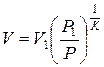 V = V₁(P₁/P)^(1/K)